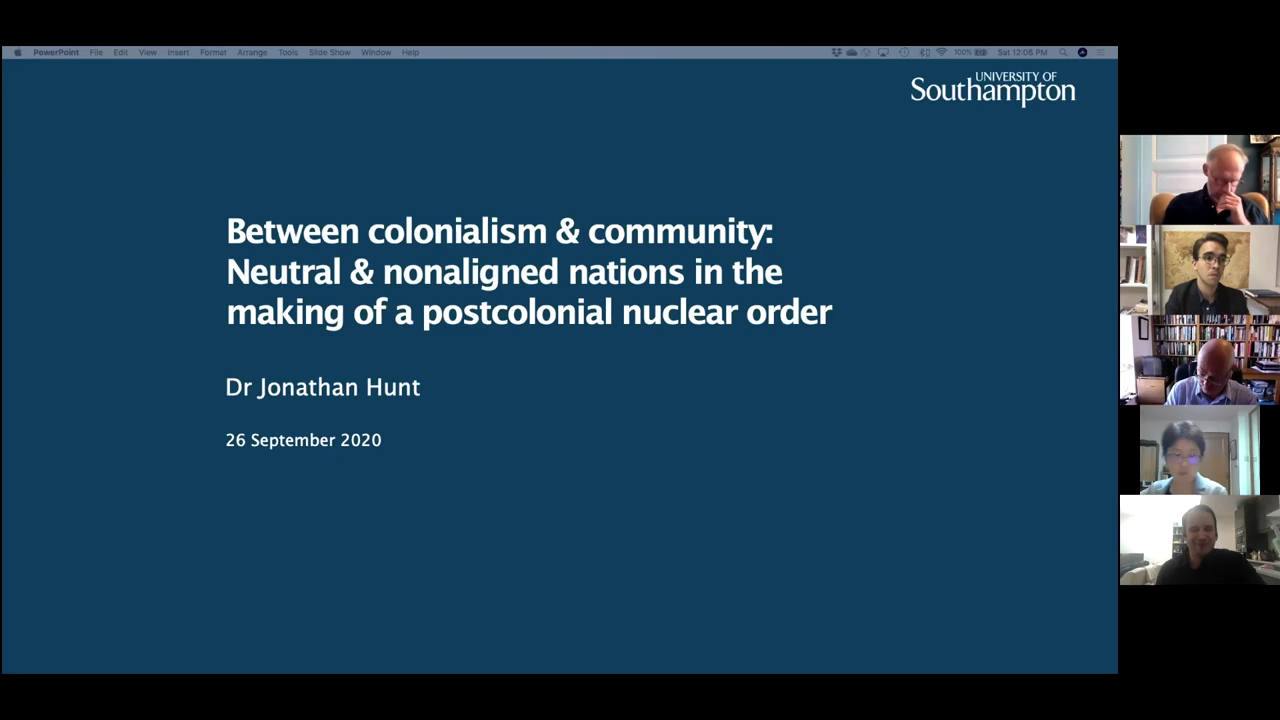 PowerPoint File Edit View Insert Format Arrange Tools Slide Show Window Help 100% Sat 12:06 PM
UNIVERSITY OF
Southampton
Between colonialism & community:
Neutral & nonaligned nations in the
making of a postcolonial nuclear order
Dr Jonathan Hunt
26 September 2020